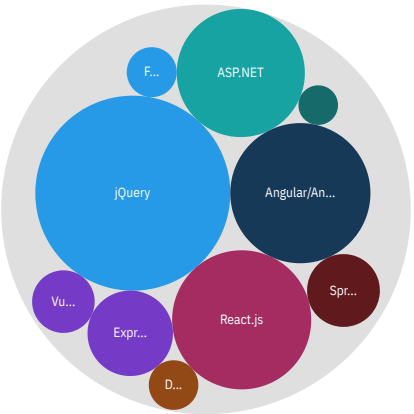 F...
ASP.NET
jQuery
Angular/An...
Vu...
Expr...
React.js
Spr...
D...